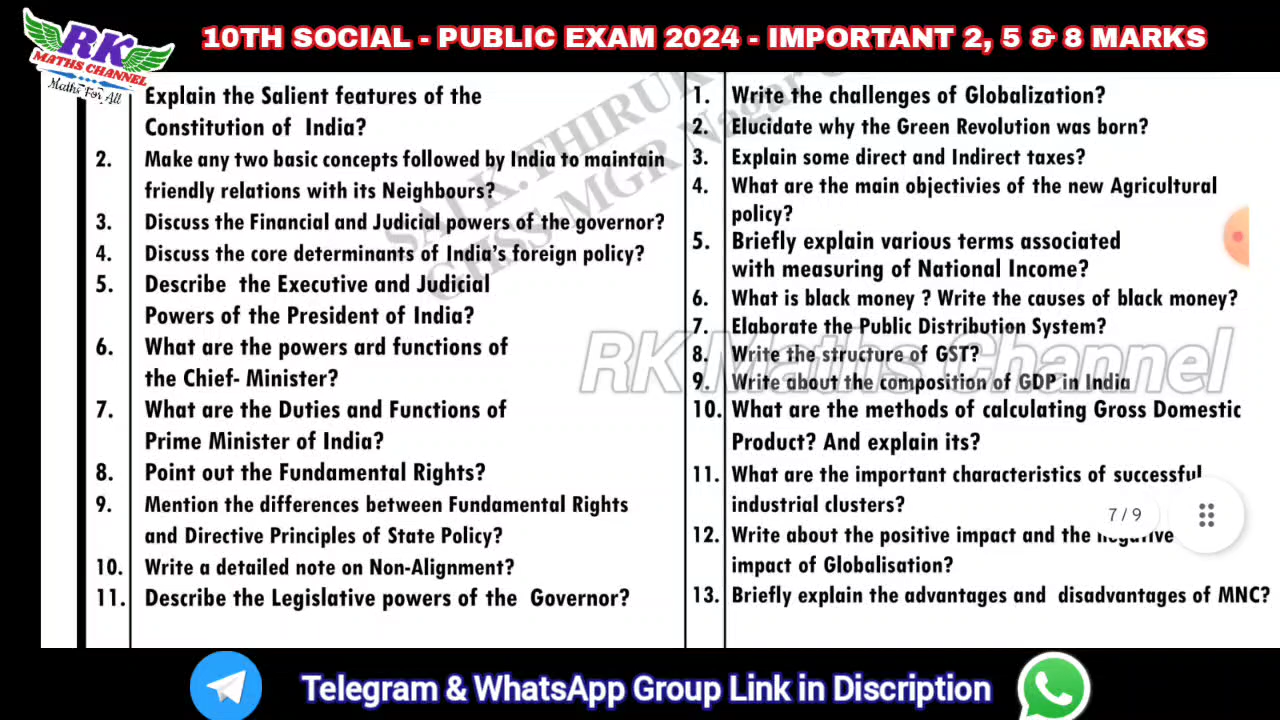 RK
MATHS CHANNEL
Maths For All
10TH SOCIAL - PUBLIC EXAM 2024 - IMPORTANT 2, 5 & 8 MARKS
Explain the Salient features of the
Constitution of India?
2. Make any two basic concepts followed by India to maintain
friendly relations with its Neighbours?
3. Discuss the Financial and Judicial powers of the governor?
4. Discuss the core determinants of India's foreign policy?
5. Describe the Executive and Judicial
Powers of the President of India?
6. What are the powers ard functions of
the Chief- Minister?
7. What are the Duties and Functions of
Prime Minister of India?
8. Point out the Fundamental Rights?
9. Mention the differences between Fundamental Rights
and Directive Principles of State Policy?
10. Write a detailed note on Non-Alignment?
11. Describe the Legislative powers of the Governor?
1. Write the challenges of Globalization?
2. Elucidate why the Green Revolution was born?
3. Explain some direct and Indirect taxes?
4. What are the main objectivies of the new Agricultural
policy?
5. Briefly explain various terms associated
with measuring of National Income?
6. What is black money ? Write the causes of black money?
7. Elaborate the Public Distribution System?
8. Write the structure of GST?
9. Write about the composition of GDP in India
10. What are the methods of calculating Gross Domestic
Product? And explain its?
11. What are the important characteristics of successful
industrial clusters?
12. Write about the positive impact and the negative
impact of Globalisation?
13. Briefly explain the advantages and disadvantages of MNC?
7 / 9
RK Maths Channel
MGR Nagar
Telegram & WhatsApp Group Link in Discription